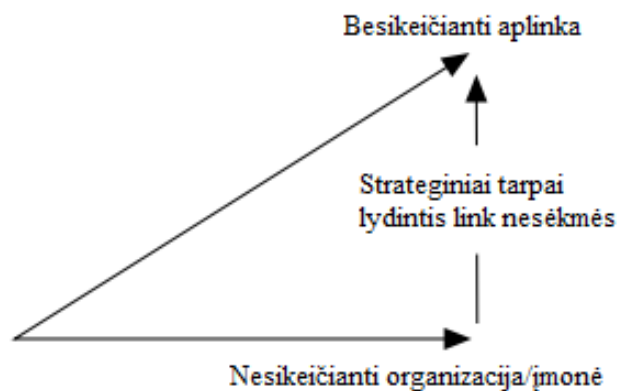 Besikeičianti aplinka
Strateginiai tarpai
lydintis link nesėkmės
Nesikeičianti organizacija/įmonė